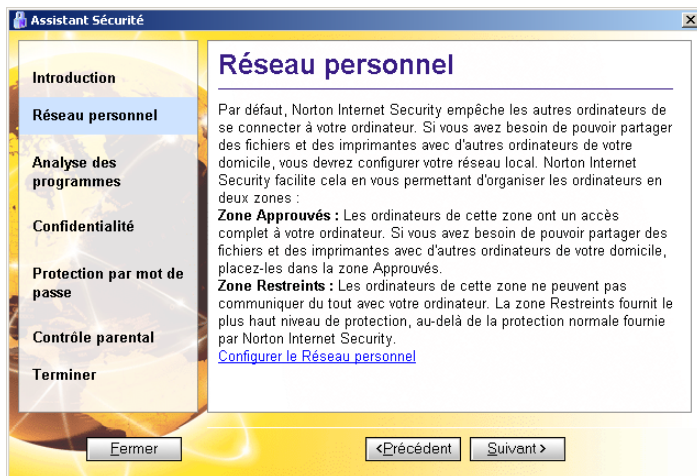 Assistant Sécurité
Introduction
Réseau personnel
Analyse des
programmes
Confidentialité
Protection par mot de
passe
Contrôle parental
Terminer
Réseau personnel
Par défaut, Norton Internet Security empêche les autres ordinateurs de
se connecter à votre ordinateur. Si vous avez besoin de pouvoir partager
des fichiers et des imprimantes avec d'autres ordinateurs de votre
domicile, vous devrez configurer votre réseau local. Norton Internet
Security facilite cela en vous permettant d'organiser les ordinateurs en
deux zones :
Zone Approuvés : Les ordinateurs de cette zone ont un accès
complet à votre ordinateur. Si vous avez besoin de pouvoir partager des
fichiers et des imprimantes avec d'autres ordinateurs de votre domicile,
placez-les dans la zone Approuvés.
Zone Restreints : Les ordinateurs de cette zone ne peuvent pas
communiquer du tout avec votre ordinateur. La zone Restreints fournit le
plus haut niveau de protection, au-delà de la protection normale fournie
par Norton Internet Security.
Configurer le Réseau personnel
Fermer
<Précédent
Suivant>